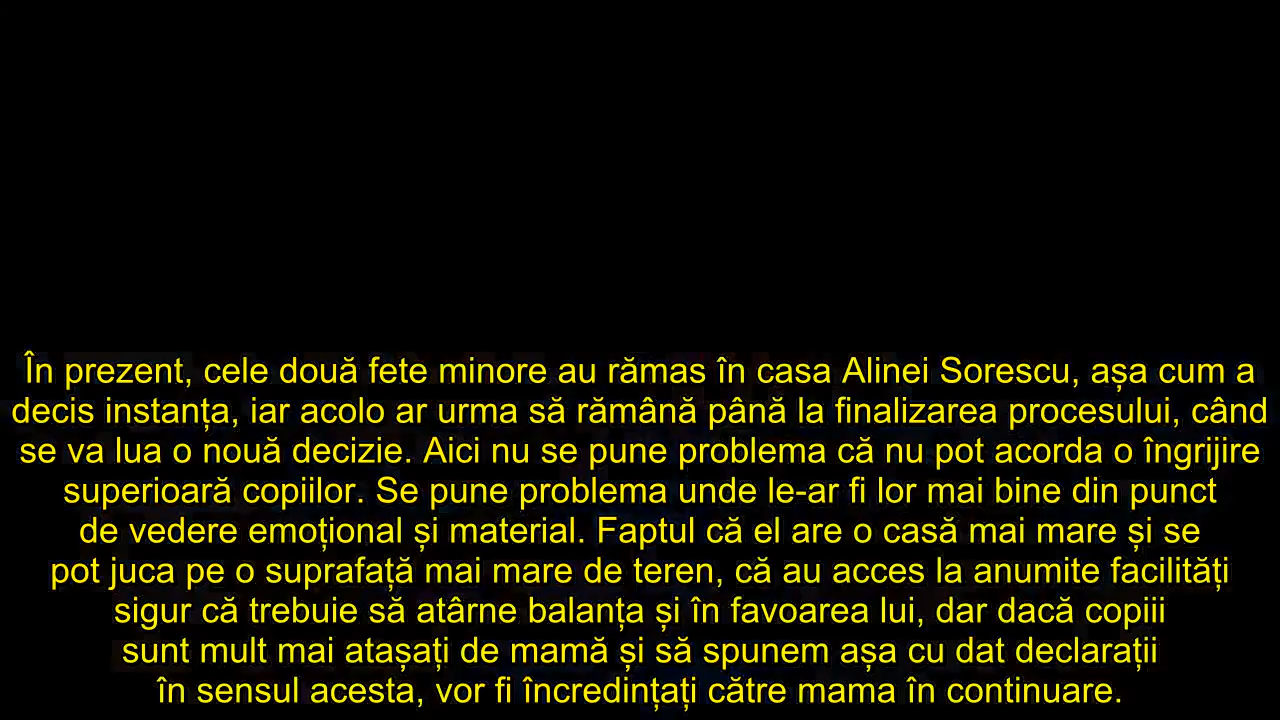 În prezent, cele două fete minore au rămas în casa Alinei Sorescu, așa cum a
decis instanța, iar acolo ar urma să rămână până la finalizarea procesului, când
se va lua o nouă decizie. Aici nu se pune problema că nu pot acorda o îngrijire
superioară copiilor. Se pune problema unde le-ar fi lor mai bine din punct
de vedere emoțional și material. Faptul că el are o casă mai mare și se
pot juca pe o suprafață mai mare de teren, că au acces la anumite facilități
sigur că trebuie să atârne balanța și în favoarea lui, dar dacă copiii
sunt mult mai atașați de mamă și să spunem așa cu dat declarații
în sensul acesta, vor fi încredințați către mama în continuare.